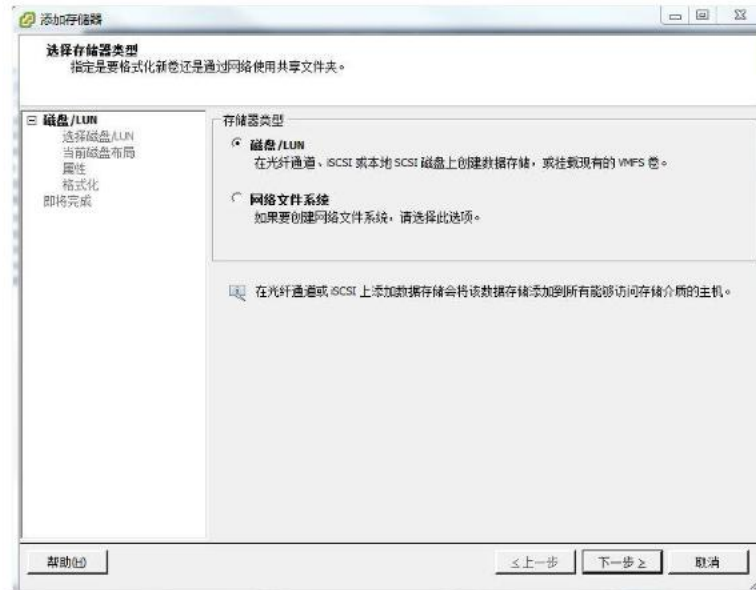 添加存储器
选择存储器类型
指定是要格式化新卷还是通过网络使用共享文件夹。
磁盘/LUN
选择磁盘/LUN
当前磁盘布局
属性
格式化
即将完成
存储器类型
磁盘/LUN
在光纤通道、iSCSI 或本地 SCSI 磁盘上创建数据存储，或挂载现有的 VMFS 卷。
网络文件系统
如果要创建网络文件系统，请选择此选项。
在光纤通道或 iSCSI 上添加数据存储会将该数据存储添加到所有能够访问存储介质的主机。
帮助(H)
≤上一步
下一步≥
取消